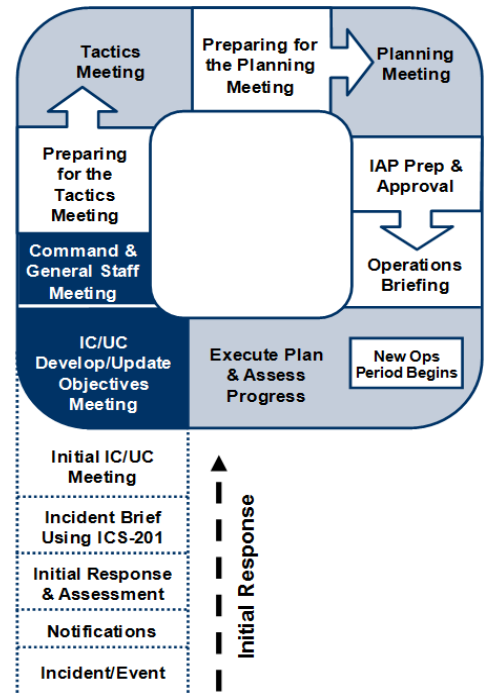 Tactics
Meeting
Preparing for
the Planning
Meeting
Planning
Meeting
Preparing
for the
Tactics
Meeting
IAP Prep &
Approval
Command &
General Staff
Meeting
Operations
Briefing
IC/UC
Develop/Update
Objectives
Meeting
Execute Plan
& Assess
Progress
New Ops
Period Begins
Initial IC/UC
Meeting
Incident Brief
Using ICS-201
Initial Response
& Assessment
Notifications
Incident/Event
Initial Response